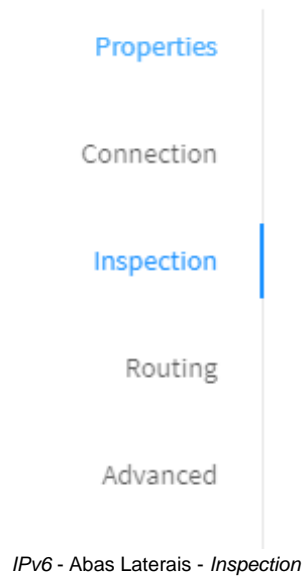 Properties
Connection
Inspection
Routing
Advanced
IPv6 - Abas Laterais - Inspection